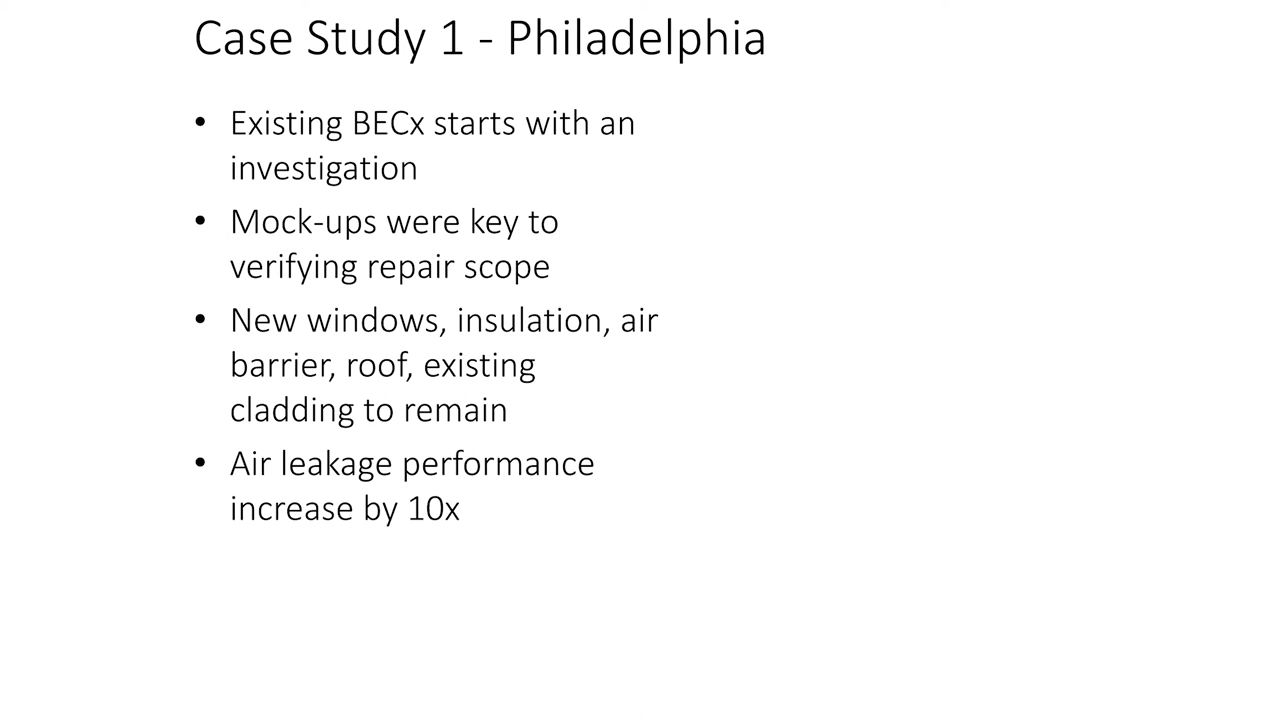 Case Study 1 - Philadelphia
• Existing BECx starts with an
investigation
• Mock-ups were key to
verifying repair scope
• New windows, insulation, air
barrier, roof, existing
cladding to remain
• Air leakage performance
increase by 10x